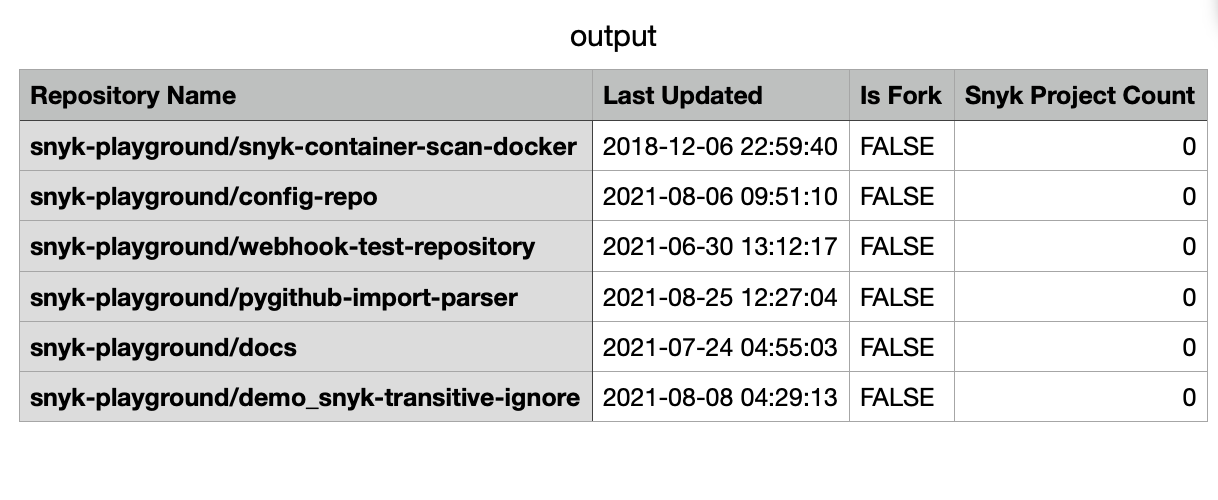 output
Repository Name Last Updated Is Fork Snyk Project Count
snyk-playground/snyk-container-scan-docker 2018-12-06 22:59:40 FALSE 0
snyk-playground/config-repo 2021-08-06 09:51:10 FALSE 0
snyk-playground/webhook-test-repository 2021-06-30 13:12:17 FALSE 0
snyk-playground/pygithub-import-parser 2021-08-25 12:27:04 FALSE 0
snyk-playground/docs 2021-07-24 04:55:03 FALSE 0
snyk-playground/demo_snyk-transitive-ignore 2021-08-08 04:29:13 FALSE 0